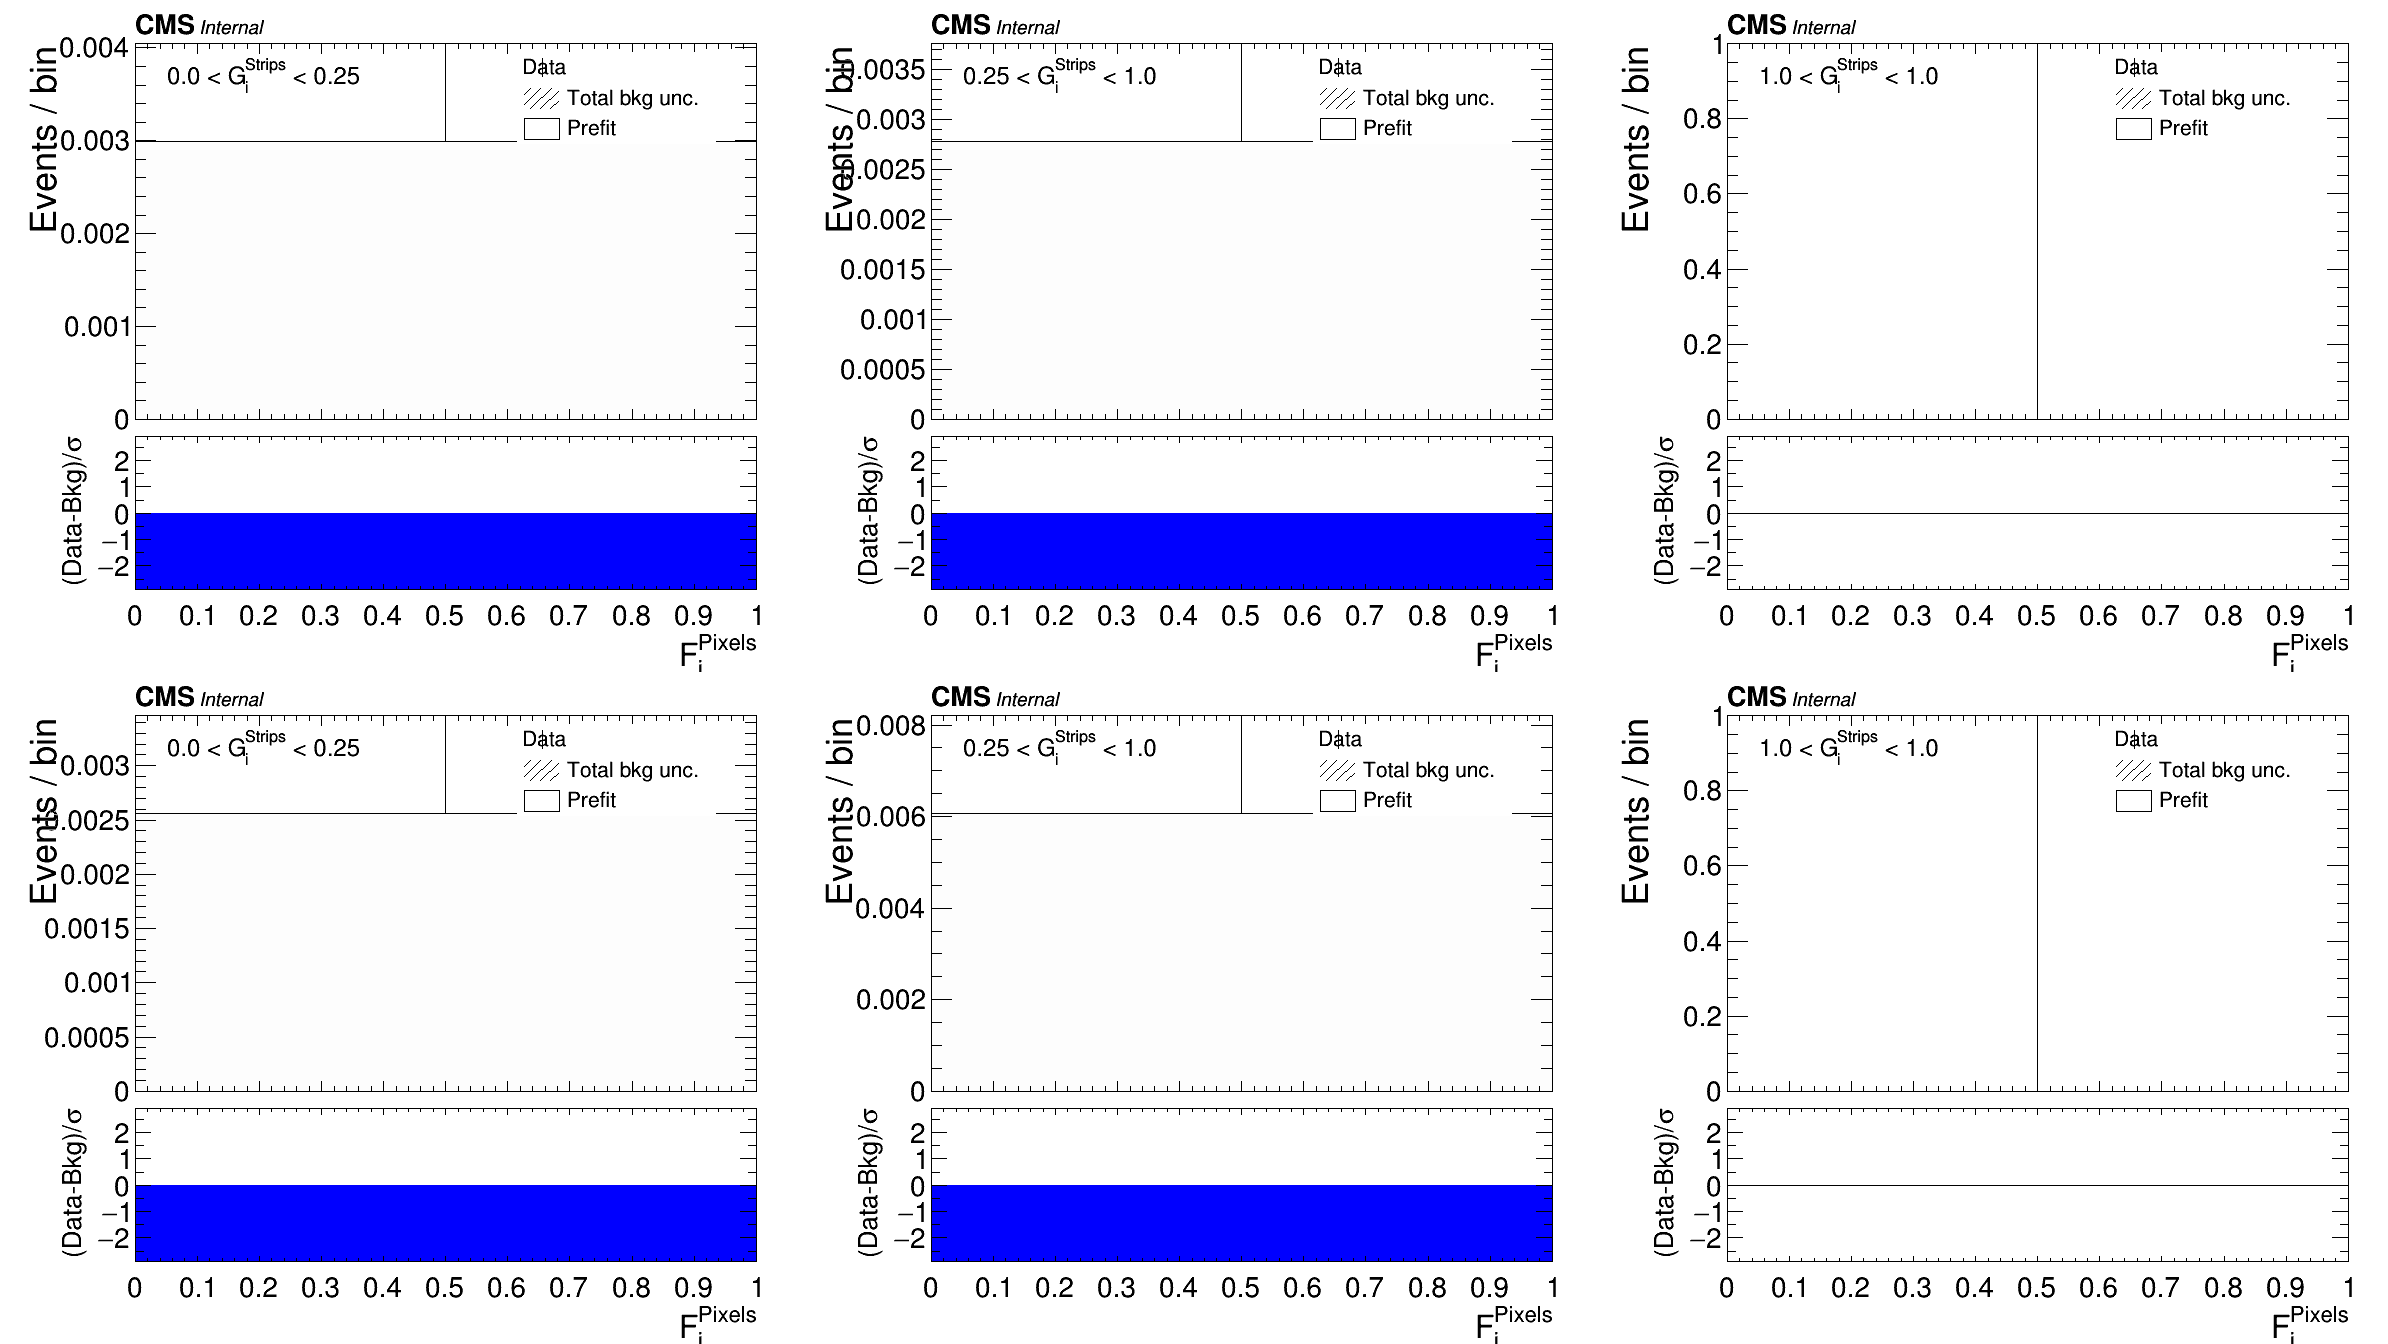 CMS Internal
0.0 < G_i^Strips < 0.25
Data
Total bkg unc.
Prefit
Events / bin
0.004
0.003
0.002
0.001
0
(Data-Bkg)/σ
2
1
0
−1
−2
0 0.1 0.2 0.3 0.4 0.5 0.6 0.7 0.8 0.9 1
F_i^Pixels
CMS Internal
0.25 < G_i^Strips < 1.0
Data
Total bkg unc.
Prefit
Events / bin
0.0035
0.003
0.0025
0.002
0.0015
0.001
0.0005
0
(Data-Bkg)/σ
2
1
0
−1
−2
0 0.1 0.2 0.3 0.4 0.5 0.6 0.7 0.8 0.9 1
F_i^Pixels
CMS Internal
1.0 < G_i^Strips < 1.0
Data
Total bkg unc.
Prefit
Events / bin
1
0.8
0.6
0.4
0.2
0
(Data-Bkg)/σ
2
1
0
−1
−2
0 0.1 0.2 0.3 0.4 0.5 0.6 0.7 0.8 0.9 1
F_i^Pixels
CMS Internal
0.0 < G_i^Strips < 0.25
Data
Total bkg unc.
Prefit
Events / bin
0.003
0.0025
0.002
0.0015
0.001
0.0005
0
(Data-Bkg)/σ
2
1
0
−1
−2
0 0.1 0.2 0.3 0.4 0.5 0.6 0.7 0.8 0.9 1
F_i^Pixels
CMS Internal
0.25 < G_i^Strips < 1.0
Data
Total bkg unc.
Prefit
Events / bin
0.008
0.006
0.004
0.002
0
(Data-Bkg)/σ
2
1
0
−1
−2
0 0.1 0.2 0.3 0.4 0.5 0.6 0.7 0.8 0.9 1
F_i^Pixels
CMS Internal
1.0 < G_i^Strips < 1.0
Data
Total bkg unc.
Prefit
Events / bin
1
0.8
0.6
0.4
0.2
0
(Data-Bkg)/σ
2
1
0
−1
−2
0 0.1 0.2 0.3 0.4 0.5 0.6 0.7 0.8 0.9 1
F_i^Pixels